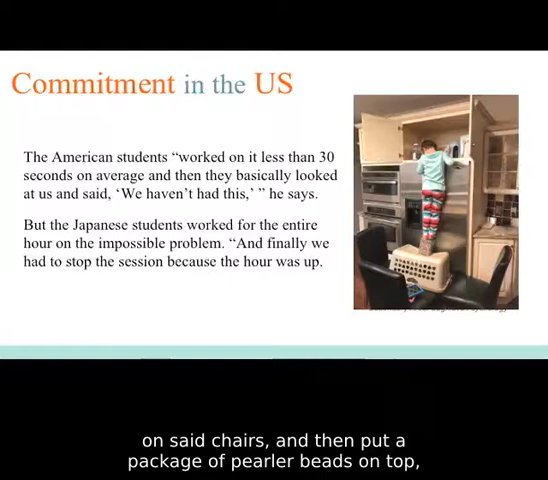 Commitment in the US
The American students “worked on it less than 30
seconds on average and then they basically looked
at us and said, ‘We haven’t had this,’ ” he says.
But the Japanese students worked for the entire
hour on the impossible problem. “And finally we
had to stop the session because the hour was up.
on said chairs, and then put a
package of pearler beads on top,